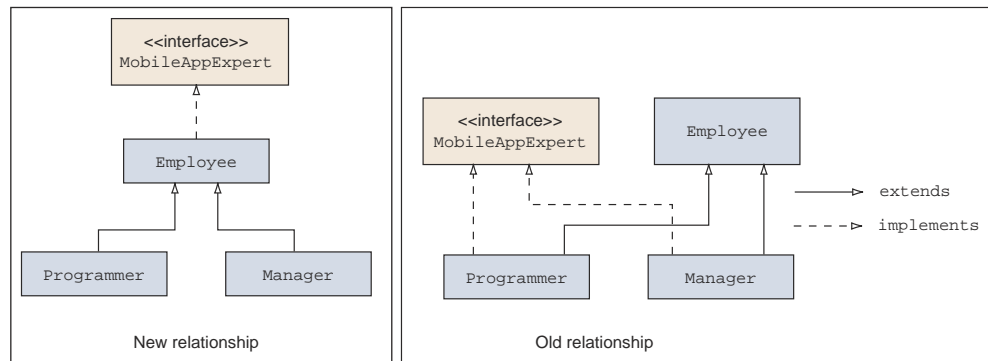 <<interface>>
MobileAppExpert
Employee
Programmer
Manager
New relationship
<<interface>>
MobileAppExpert
Employee
extends
implements
Programmer
Manager
Old relationship